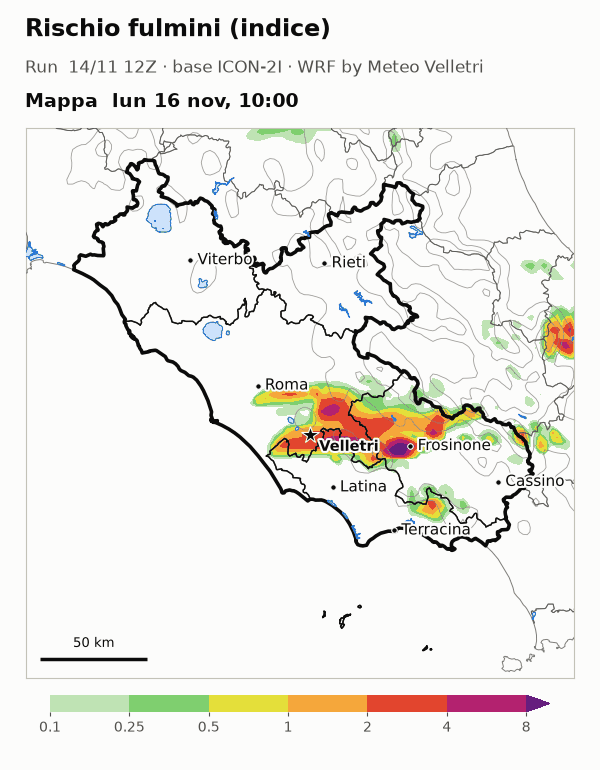 Rischio fulmini (indice)
Run  14/11 12Z · base ICON-2I · WRF by Meteo Velletri
Mappa  lun 16 nov, 10:00
Viterbo
Rieti
Roma
Velletri
Frosinone
Latina
Cassino
Terracina
50 km
0.1 0.25 0.5 1 2 4 8